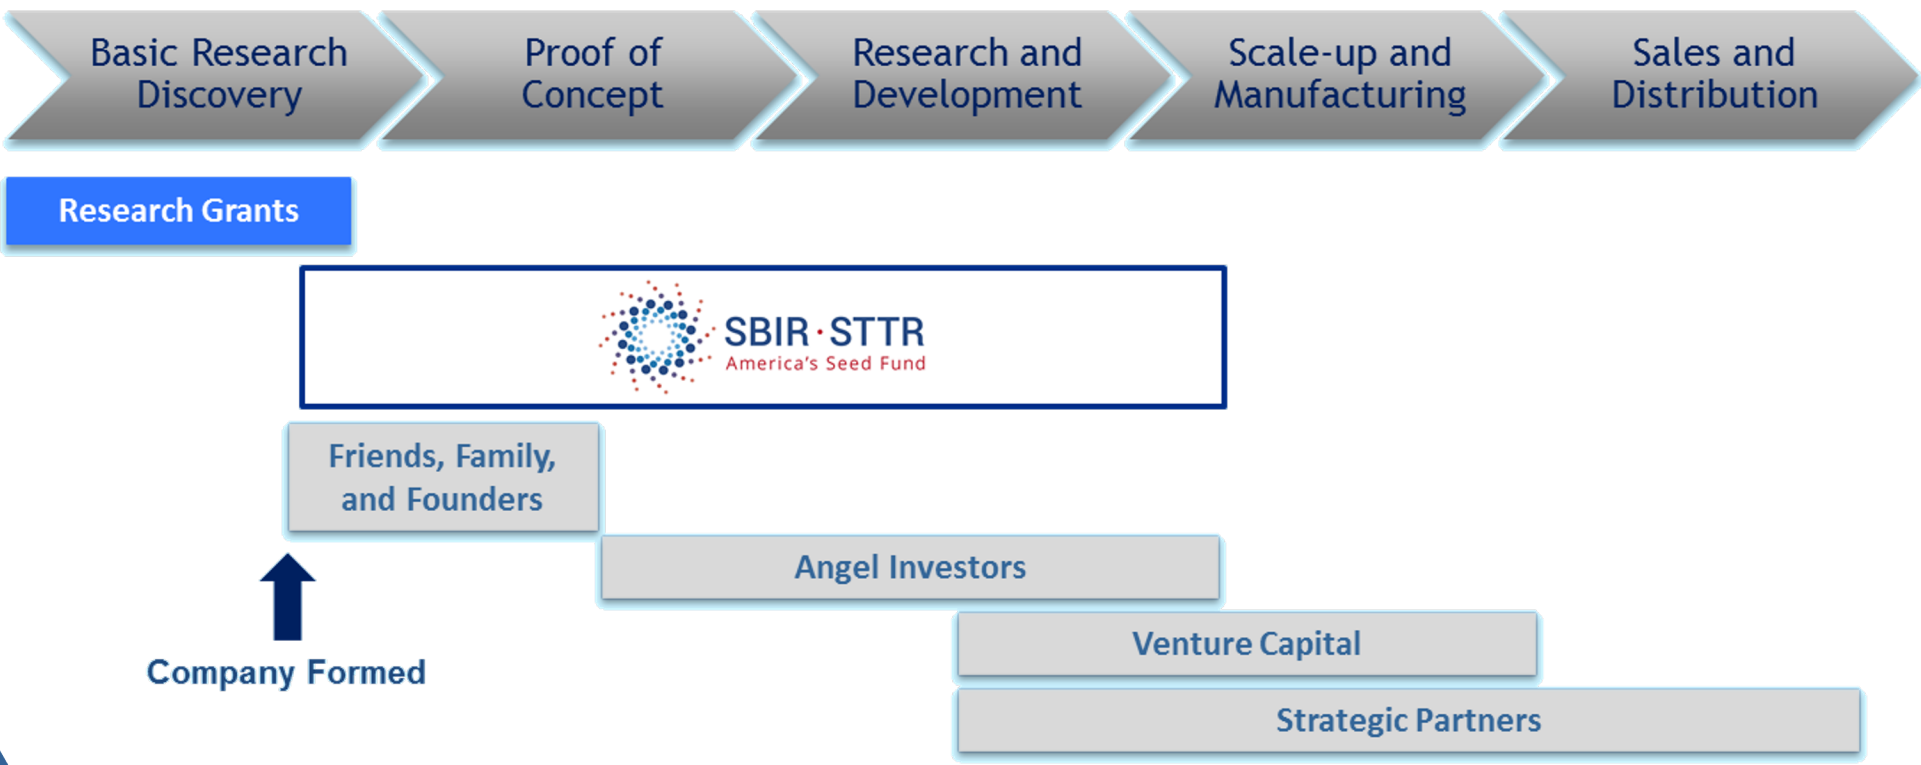 Basic Research
Discovery
Proof of
Concept
Research and
Development
Scale-up and
Manufacturing
Sales and
Distribution
Research Grants
SBIR·STTR
America's Seed Fund
Friends, Family,
and Founders
Angel Investors
Venture Capital
Company Formed
Strategic Partners